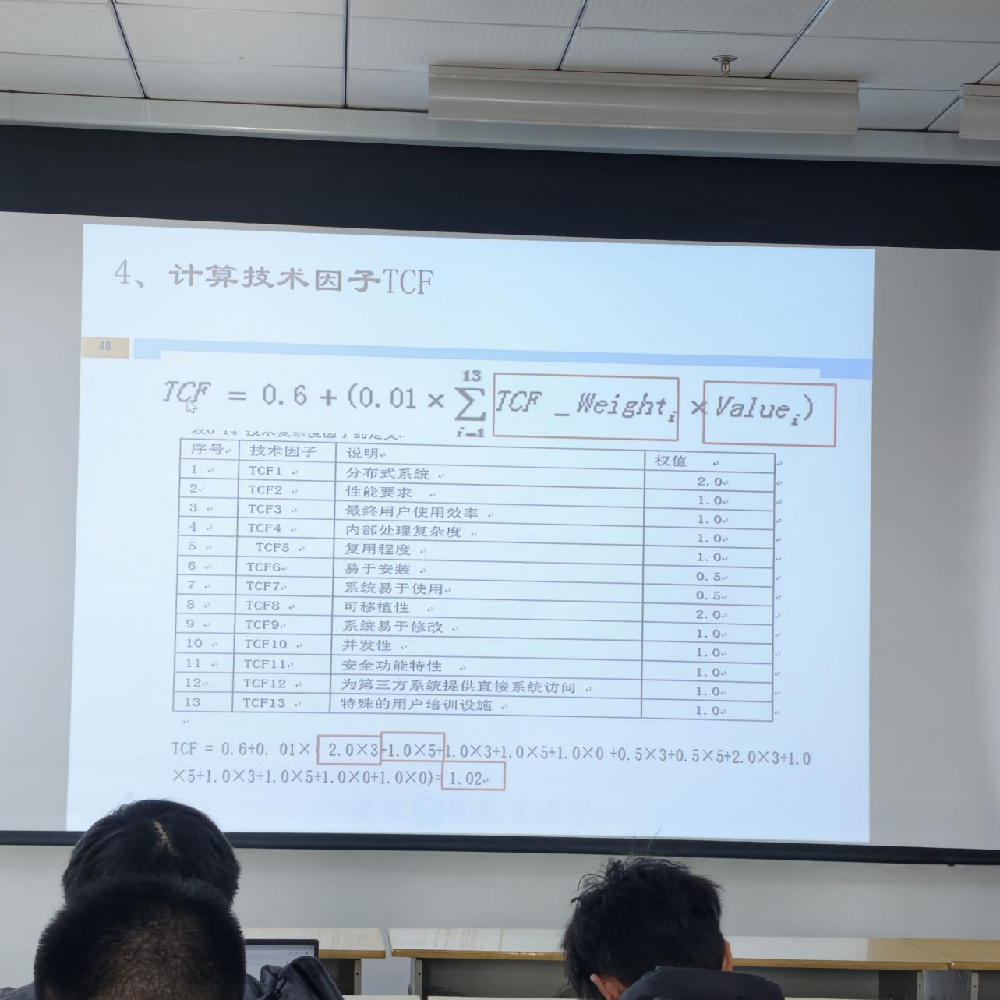 4、计算技术因子TCF
48
TCF = 0.6 + (0.01 × 13 ∑ i=1 TCF _Weight i × Value i )
序号 技术因子 说明 权值
1 TCF1 分布式系统 2.0
2 TCF2 性能要求 1.0
3 TCF3 最终用户使用效率 1.0
4 TCF4 内部处理复杂度 1.0
5 TCF5 复用程度 1.0
6 TCF6 易于安装 0.5
7 TCF7 系统易于使用 0.5
8 TCF8 可移植性 2.0
9 TCF9 系统易于修改 1.0
10 TCF10 并发性 1.0
11 TCF11 安全功能特性 1.0
12 TCF12 为第三方系统提供直接系统访问 1.0
13 TCF13 特殊的用户培训设施 1.0
TCF = 0.6+0.01×( 2.0×3+1.0×5+1.0×3+1.0×5+1.0×0 +0.5×3+0.5×5+2.0×3+1.0
×5+1.0×3+1.0×5+1.0×0+1.0×0)= 1.02